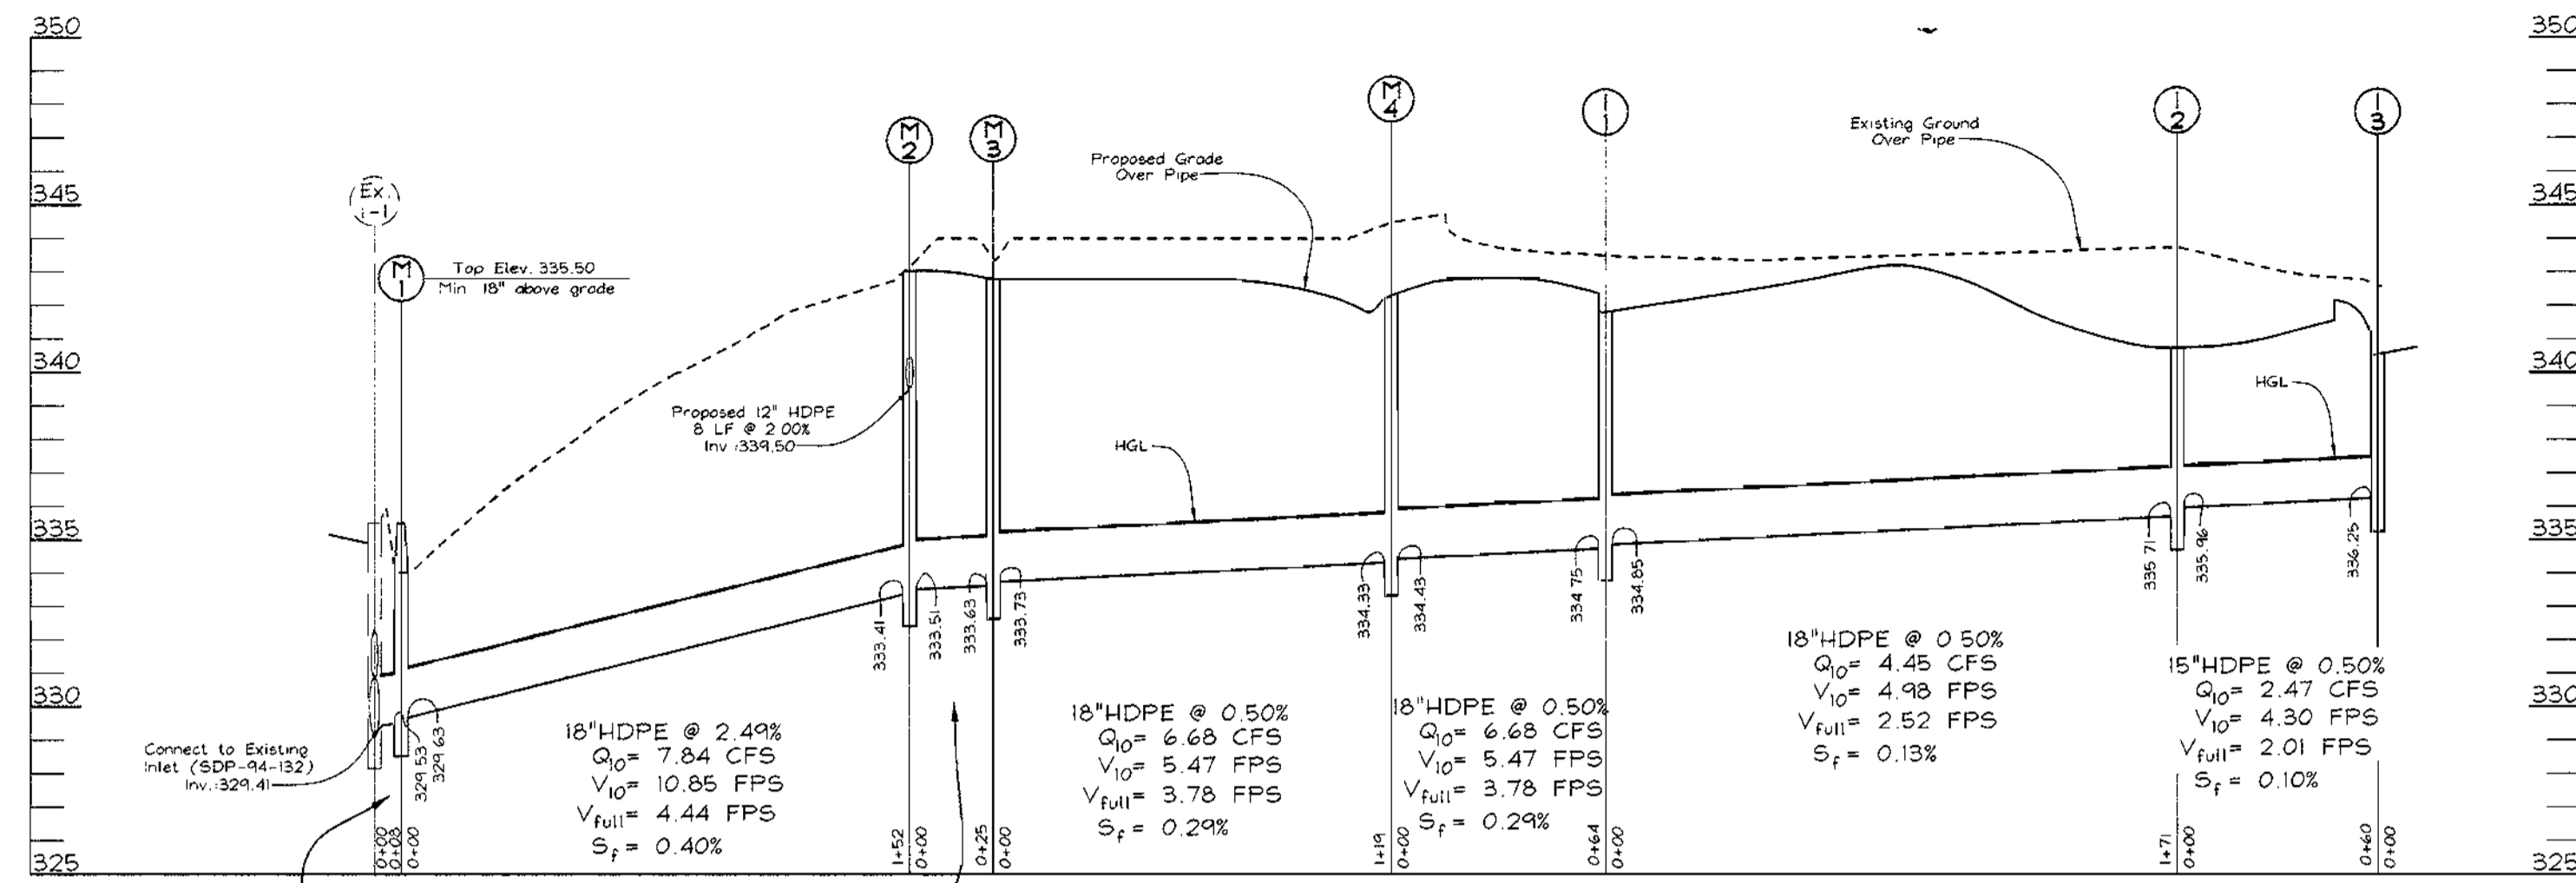 350
350
M
4
I
1
I
2
I
3
M
2
M
3
Existing Ground
Over Pipe
Proposed Grade
Over Pipe
345
Ex.
I-1
345
M
1
Top Elev. 335.50
Min 18" above grade
340
340
HGL
Proposed 12" HDPE
8 LF @ 2.00%
Inv.:339.50
HGL
335
335
333.41
333.51
333.63
333.73
334.33
334.43
334.75
334.85
335.71
335.96
336.25
330
330
329.53
329.63
Connect to Existing
Inlet (SDP-94-132)
Inv.:329.41
18"HDPE @ 2.49%
Q10= 7.84 CFS
V10= 10.85 FPS
Vfull= 4.44 FPS
Sf = 0.40%
18"HDPE @ 0.50%
Q10= 6.68 CFS
V10= 5.47 FPS
Vfull= 3.78 FPS
Sf = 0.29%
18"HDPE @ 0.50%
Q10= 6.68 CFS
V10= 5.47 FPS
Vfull= 3.78 FPS
Sf = 0.29%
18"HDPE @ 0.50%
Q10= 4.45 CFS
V10= 4.98 FPS
Vfull= 2.52 FPS
Sf = 0.13%
15"HDPE @ 0.50%
Q10= 2.47 CFS
V10= 4.30 FPS
Vfull= 2.01 FPS
Sf = 0.10%
0+00
0+08
0+00
1+52
0+00
0+25
0+00
1+19
0+00
0+64
0+00
1+71
0+00
0+60
0+00
325
325